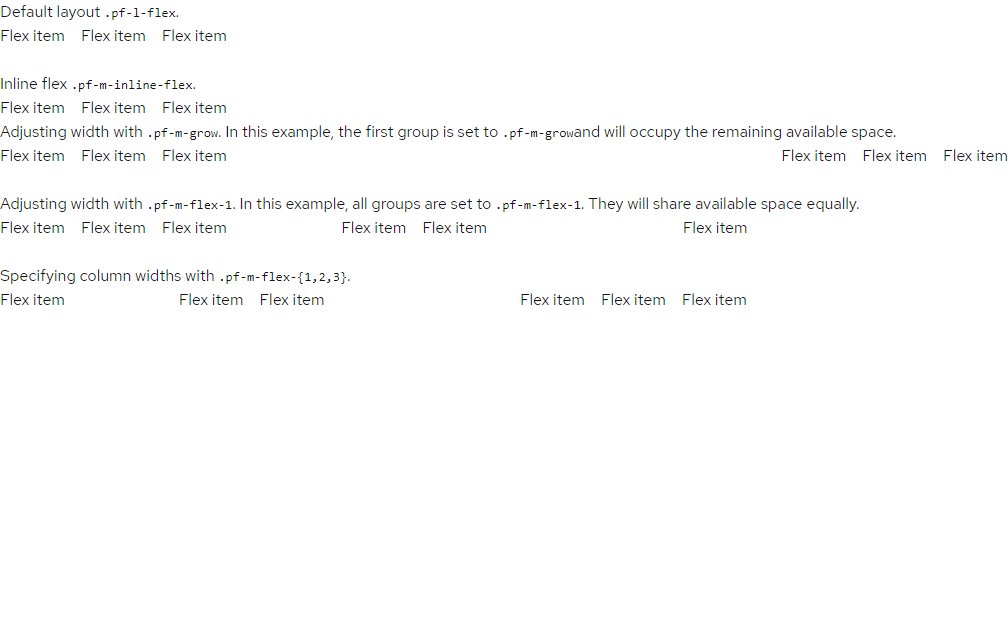 Default layout .pf-l-flex.
Flex item Flex item Flex item
Inline flex .pf-m-inline-flex.
Flex item Flex item Flex item
Adjusting width with .pf-m-grow. In this example, the first group is set to .pf-m-growand will occupy the remaining available space.
Flex item Flex item Flex item Flex item Flex item Flex item
Adjusting width with .pf-m-flex-1. In this example, all groups are set to .pf-m-flex-1. They will share available space equally.
Flex item Flex item Flex item Flex item Flex item Flex item
Specifying column widths with .pf-m-flex-{1,2,3}.
Flex item Flex item Flex item Flex item Flex item Flex item